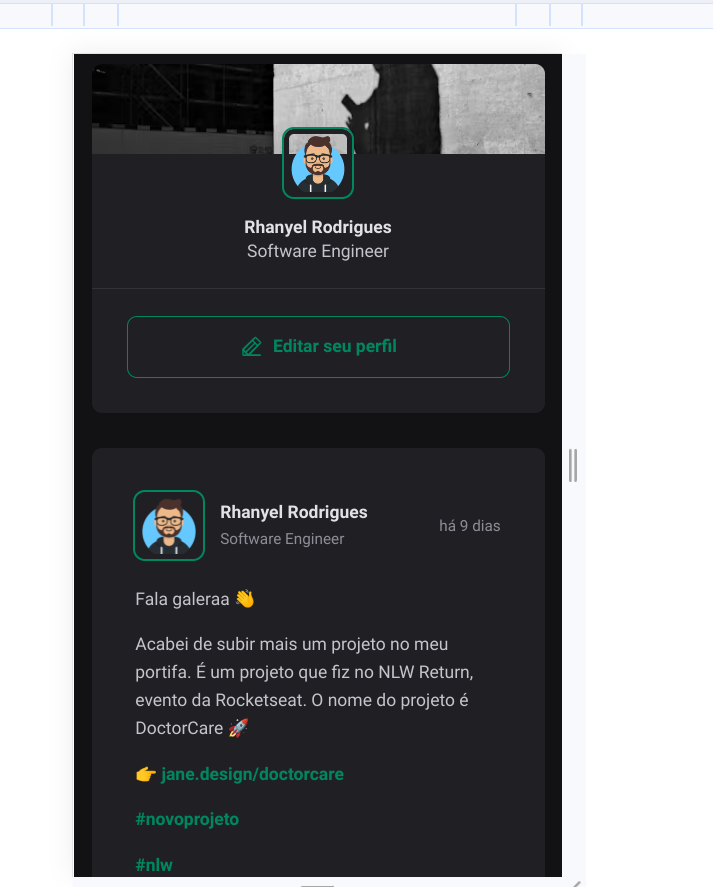 Rhanyel Rodrigues
Software Engineer
Editar seu perfil
Rhanyel Rodrigues
Software Engineer
há 9 dias
Fala galeraa 👋
Acabei de subir mais um projeto no meu
portifa. É um projeto que fiz no NLW Return,
evento da Rocketseat. O nome do projeto é
DoctorCare 🚀
👉 jane.design/doctorcare
#novoprojeto
#nlw